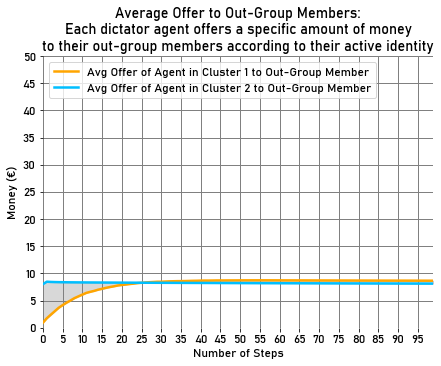 Average Offer to Out-Group Members:
Each dictator agent offers a specific amount of money
to their out-group members according to their active identity
50
45
40
35
30
25
20
15
10
5
0
Money (€)
Avg Offer of Agent in Cluster 1 to Out-Group Member
Avg Offer of Agent in Cluster 2 to Out-Group Member
0 5 10 15 20 25 30 35 40 45 50 55 60 65 70 75 80 85 90 95
Number of Steps